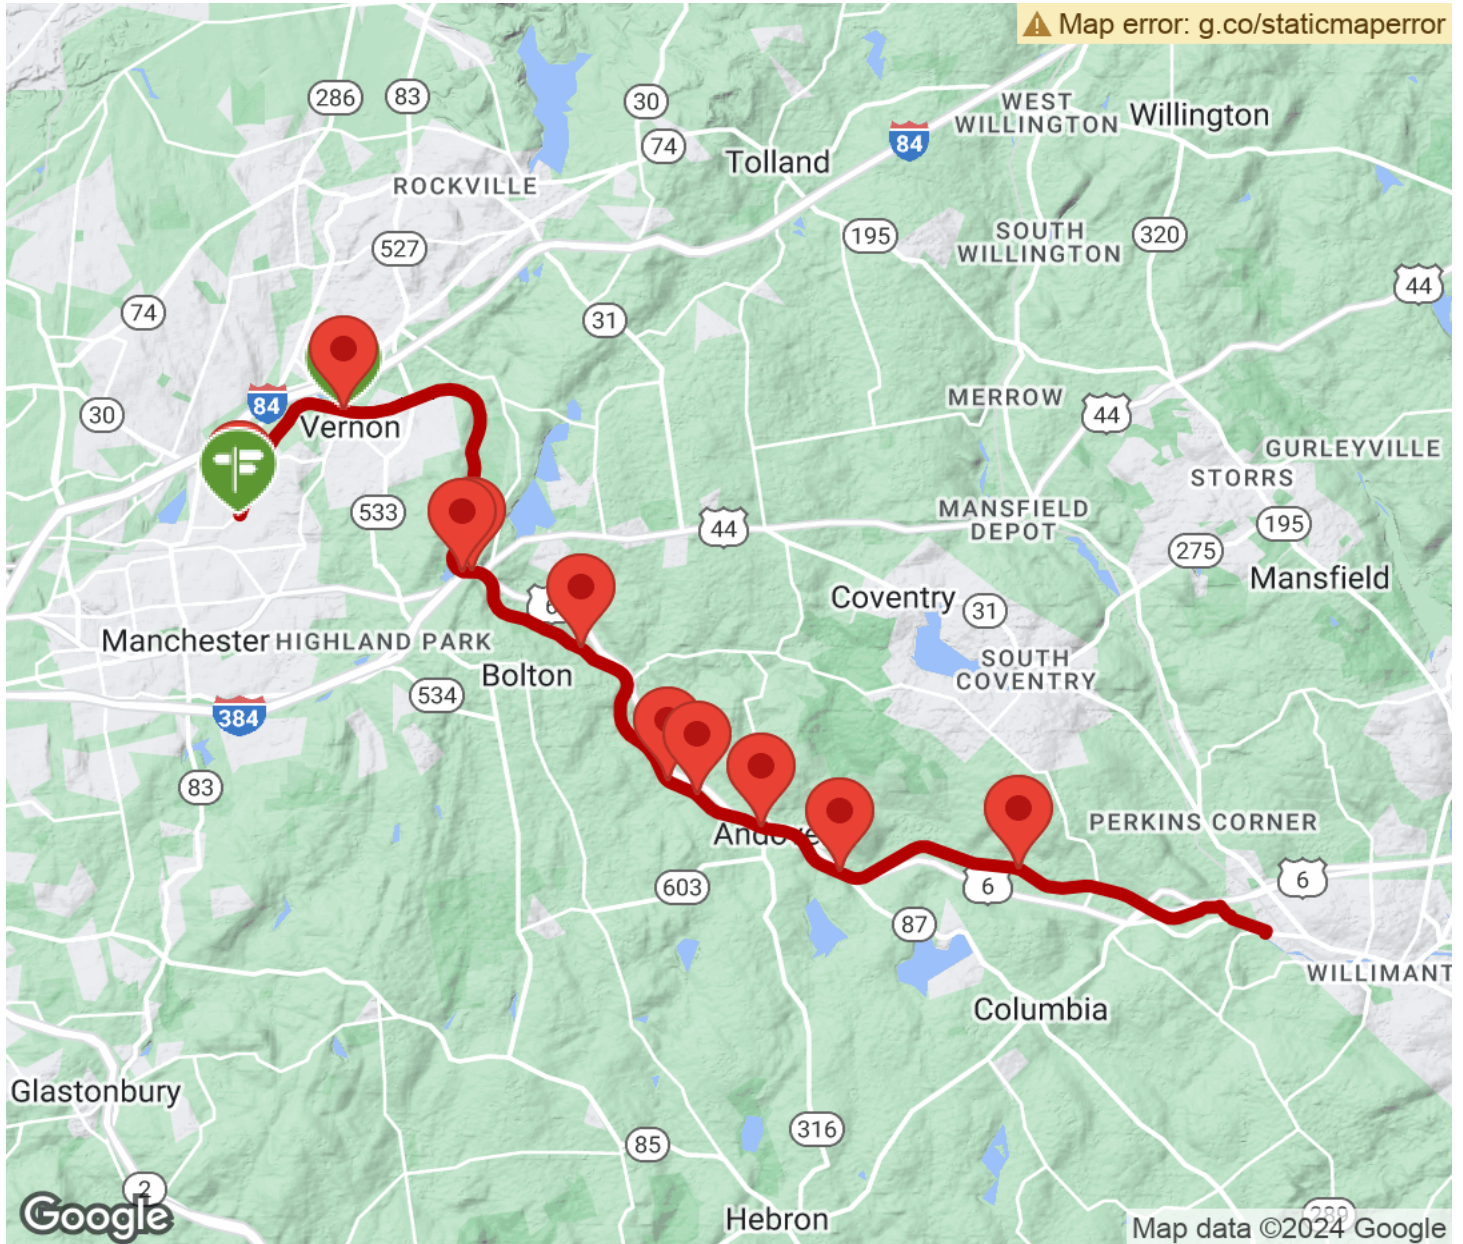 Map error: g.co/staticmaperror
286
83
30
WEST
WILLINGTON
Willington
74
Tolland
84
ROCKVILLE
527
195
SOUTH
WILLINGTON
320
44
74
31
MERROW
44
84
30
Vernon
GURLEYVILLE
STORRS
533
44
MANSFIELD
DEPOT
195
275
Mansfield
Coventry
31
6
Manchester
HIGHLAND PARK
Bolton
SOUTH
COVENTRY
534
384
83
Andove
PERKINS CORNER
603
6
6
87
WILLIMANT
Columbia
Glastonbury
316
85
2
Google
Hebron
289
Map data ©2024 Google